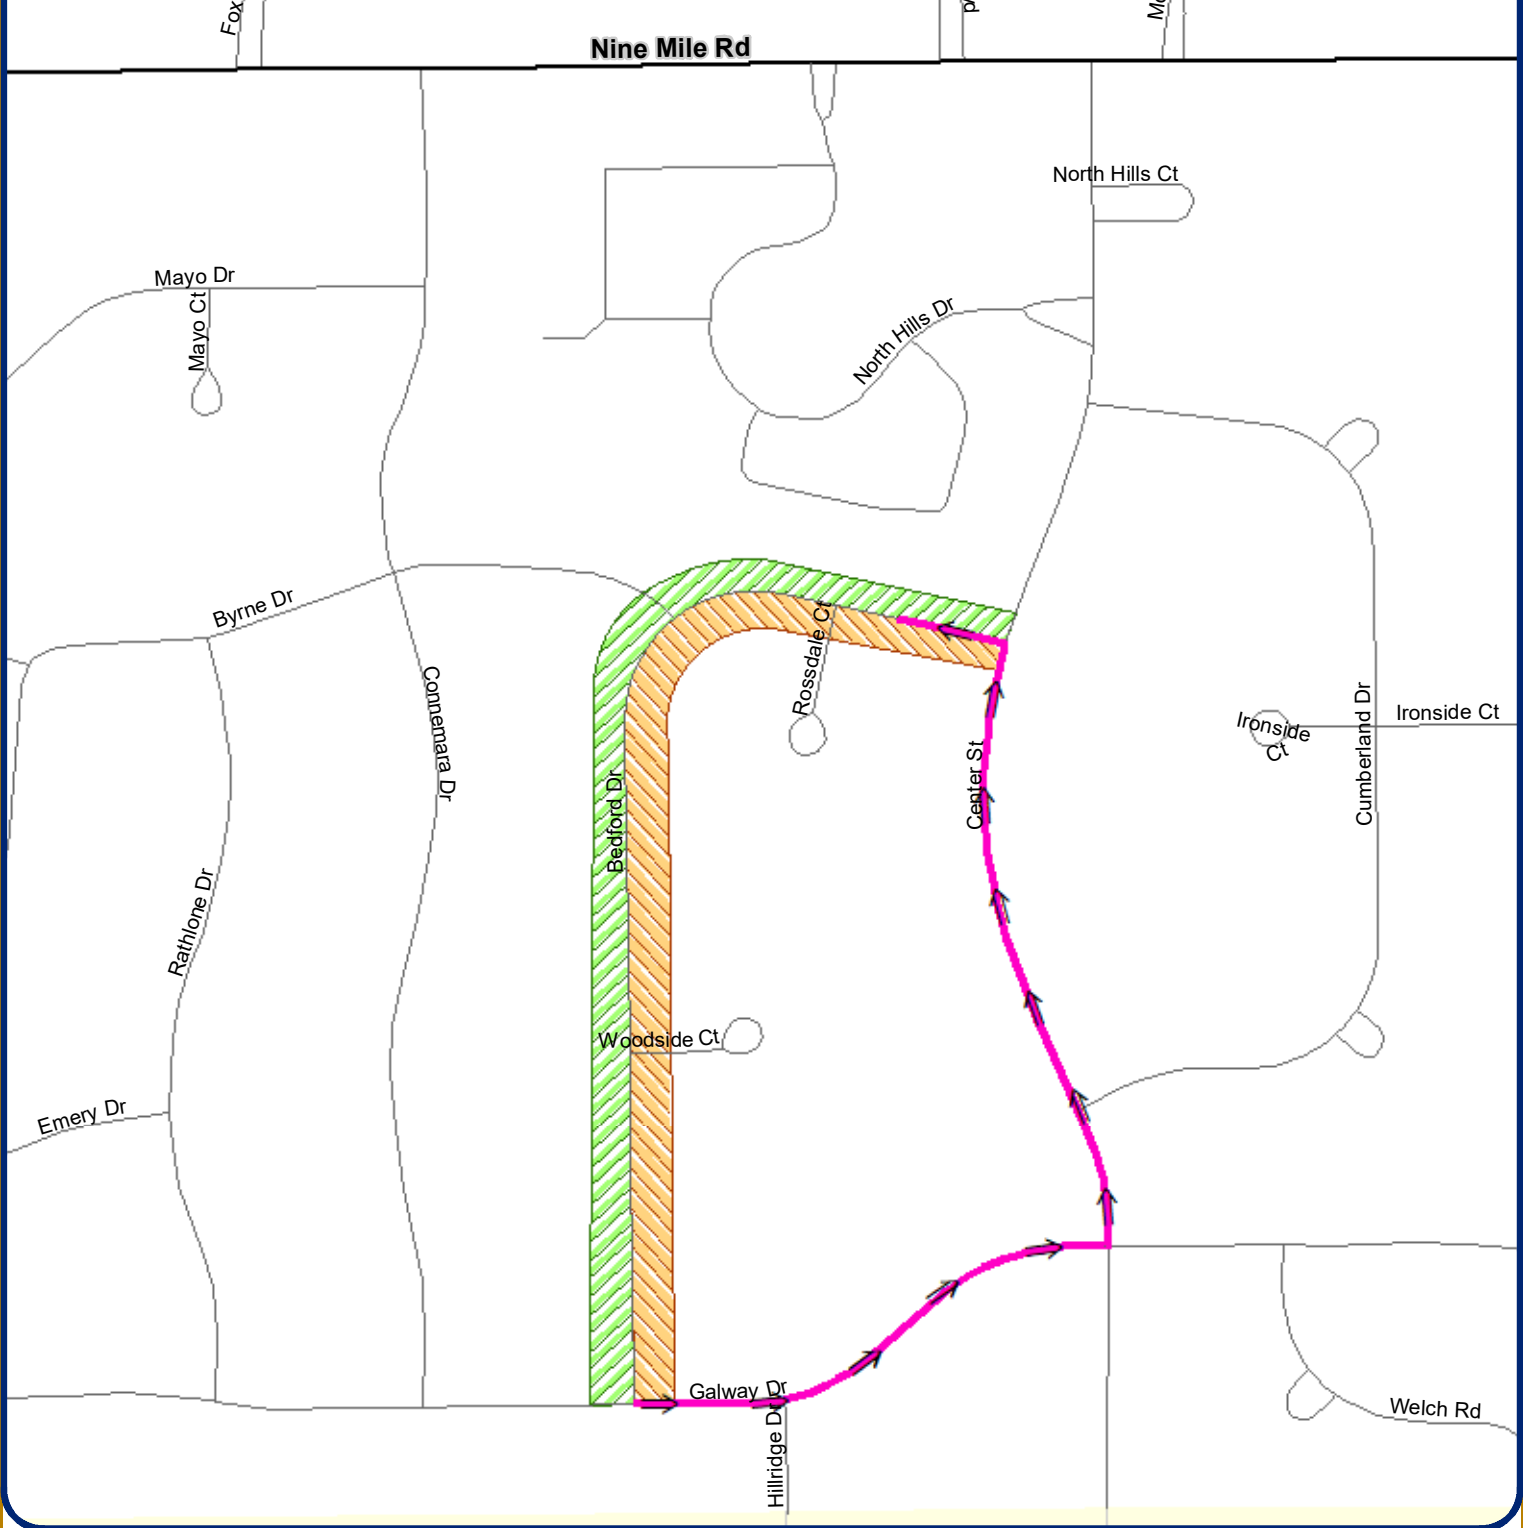 Fox
Nine Mile Rd
North Hills Ct
Mayo Dr
Mayo Ct
North Hills Dr
Byrne Dr
Rossdale Ct
Connemara Dr
Center St
Cumberland Dr
Ironside Ct
Ironside
Ct
Bedford Dr
Rathlone Dr
Woodside Ct
Emery Dr
Galway Dr
Hillridge Dr
Welch Rd